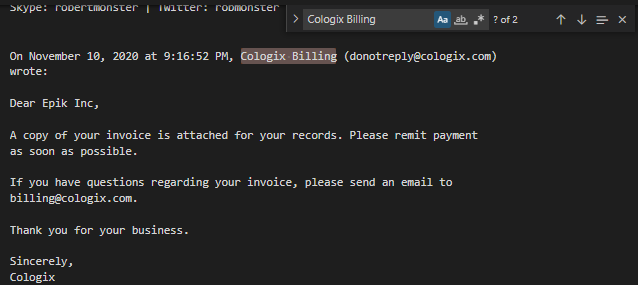 Skype: robertmonster | Twitter: robmonster
Cologix Billing
Aa
ab
? of 2
On November 10, 2020 at 9:16:52 PM, Cologix·Billing (donotreply@cologix.com)
wrote:
Dear Epik Inc,
A copy of your invoice is attached for your records. Please remit payment
as soon as possible.
If you have questions regarding your invoice, please send an email to
billing@cologix.com.
Thank you for your business.
Sincerely,
Cologix